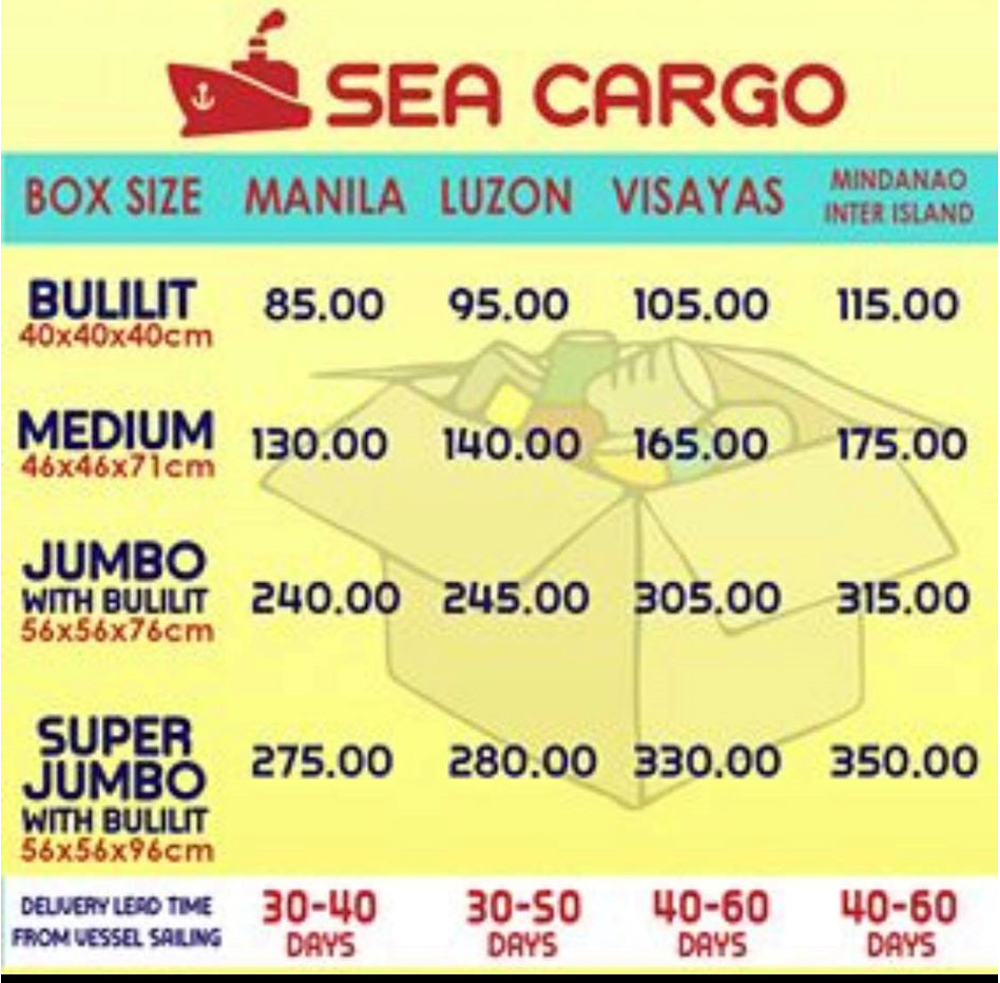 SEA CARGO
BOX SIZE MANILA LUZON VISAYAS MINDANAO INTER ISLAND
BULILIT 85.00 95.00 105.00 115.00
40x40x40cm
MEDIUM 130.00 140.00 165.00 175.00
46x46x71cm
JUMBO
WITH BULILIT 240.00 245.00 305.00 315.00
56x56x76cm
SUPER
JUMBO 275.00 280.00 330.00 350.00
WITH BULILIT
56x56x96cm
DELIVERY LEAD TIME 30-40 30-50 40-60 40-60
FROM VESSEL SAILING DAYS DAYS DAYS DAYS